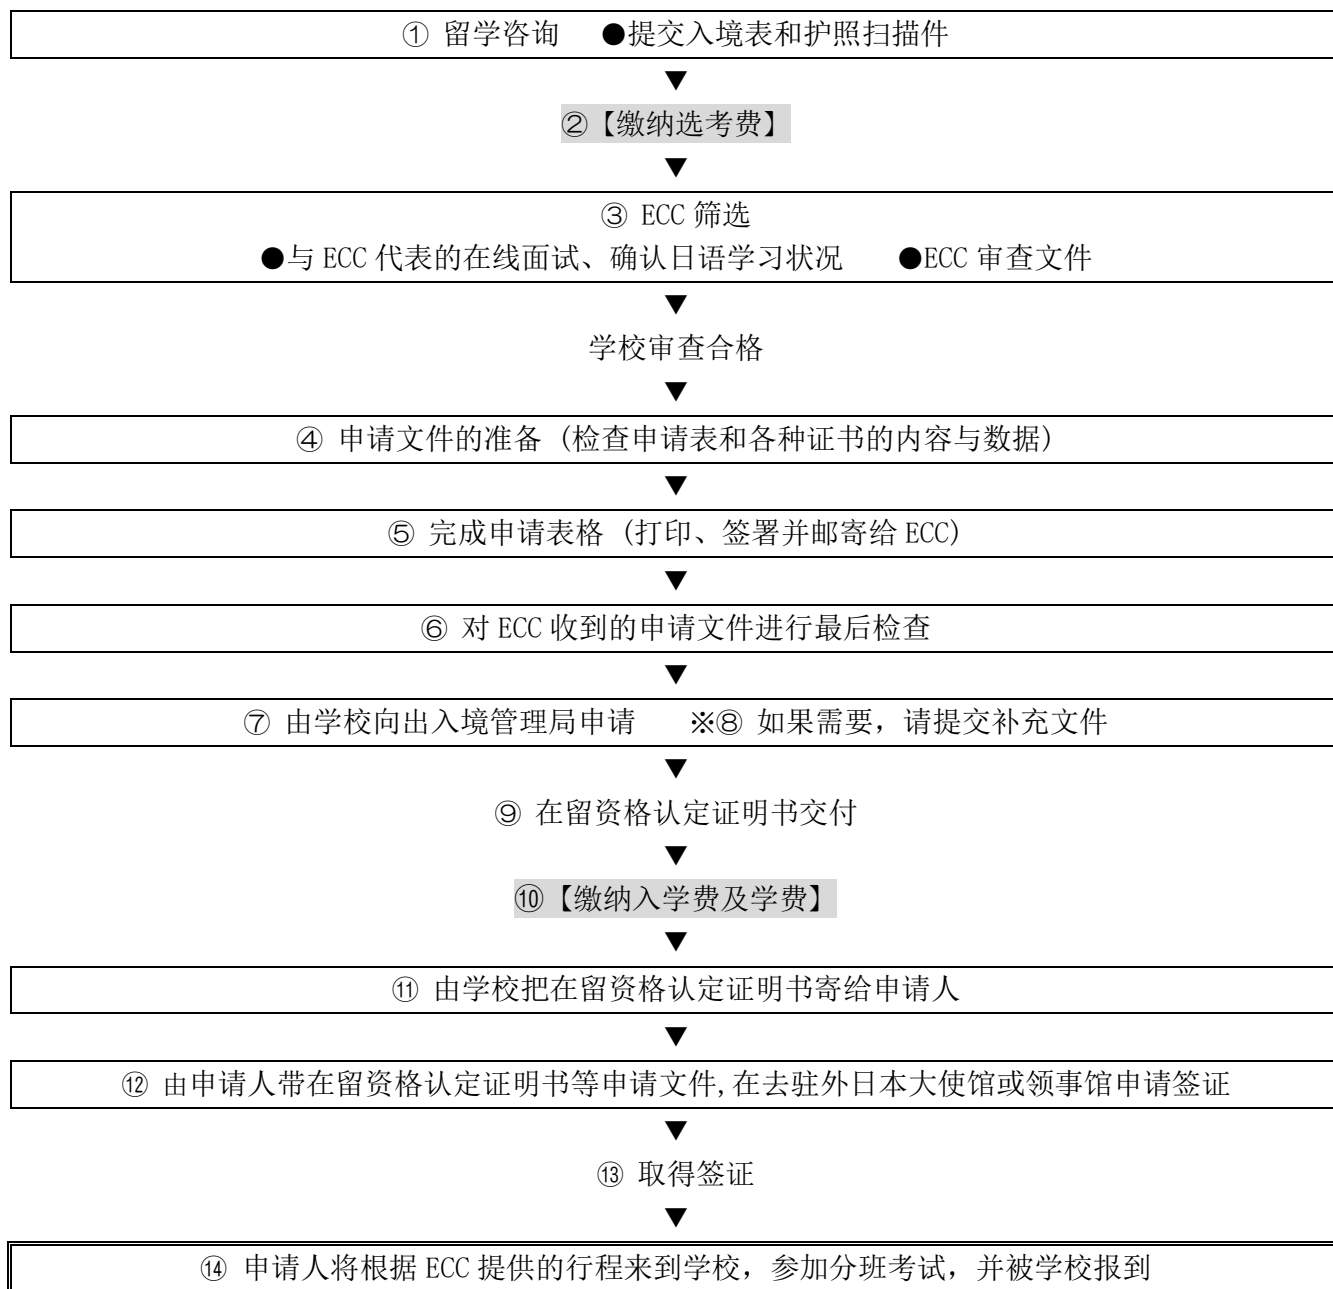 ① 留学咨询 ●提交入境表和护照扫描件
▼
②【缴纳选考费】
▼
③ ECC 筛选
●与 ECC 代表的在线面试、确认日语学习状况 ●ECC 审查文件
▼
学校审查合格
▼
④ 申请文件的准备 (检查申请表和各种证书的内容与数据)
▼
⑤ 完成申请表格 (打印、签署并邮寄给 ECC)
▼
⑥ 对 ECC 收到的申请文件进行最后检查
▼
⑦ 由学校向出入境管理局申请 ※⑧ 如果需要，请提交补充文件
▼
⑨ 在留资格认定证明书交付
▼
⑩【缴纳入学费及学费】
▼
⑪ 由学校把在留资格认定证明书寄给申请人
▼
⑫ 由申请人带在留资格认定证明书等申请文件,在去驻外日本大使馆或领事馆申请签证
▼
⑬ 取得签证
▼
⑭ 申请人将根据 ECC 提供的行程来到学校，参加分班考试，并被学校报到